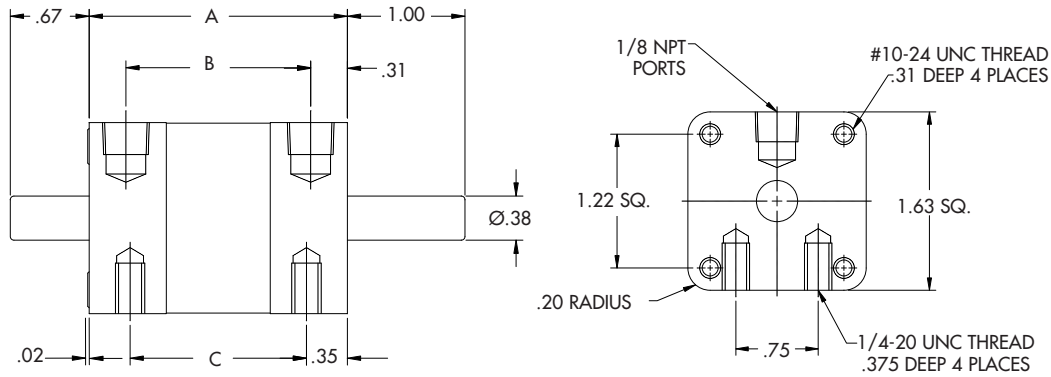 .67
A
1.00
B
.31
Ø.38
.02
C
.35
1/8 NPT
PORTS
#10-24 UNC THREAD
.31 DEEP 4 PLACES
1.22 SQ.
1.63 SQ.
.20 RADIUS
.75
1/4-20 UNC THREAD
.375 DEEP 4 PLACES